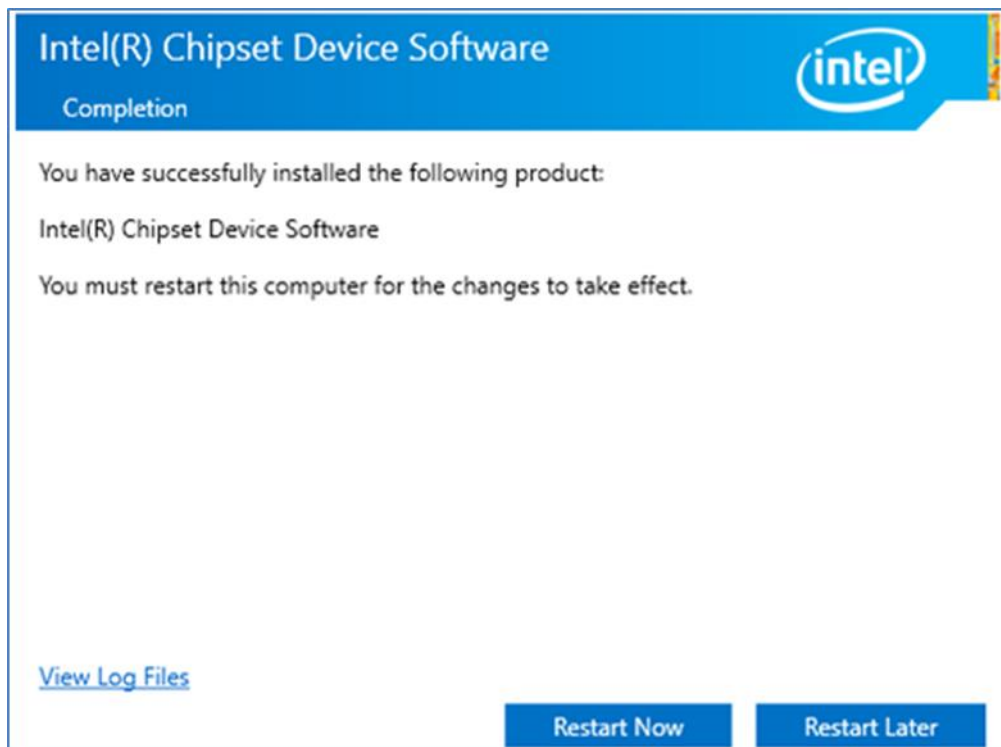 Intel(R) Chipset Device Software
intel
Completion
You have successfully installed the following product:
Intel(R) Chipset Device Software
You must restart this computer for the changes to take effect.
View Log Files
Restart Now
Restart Later